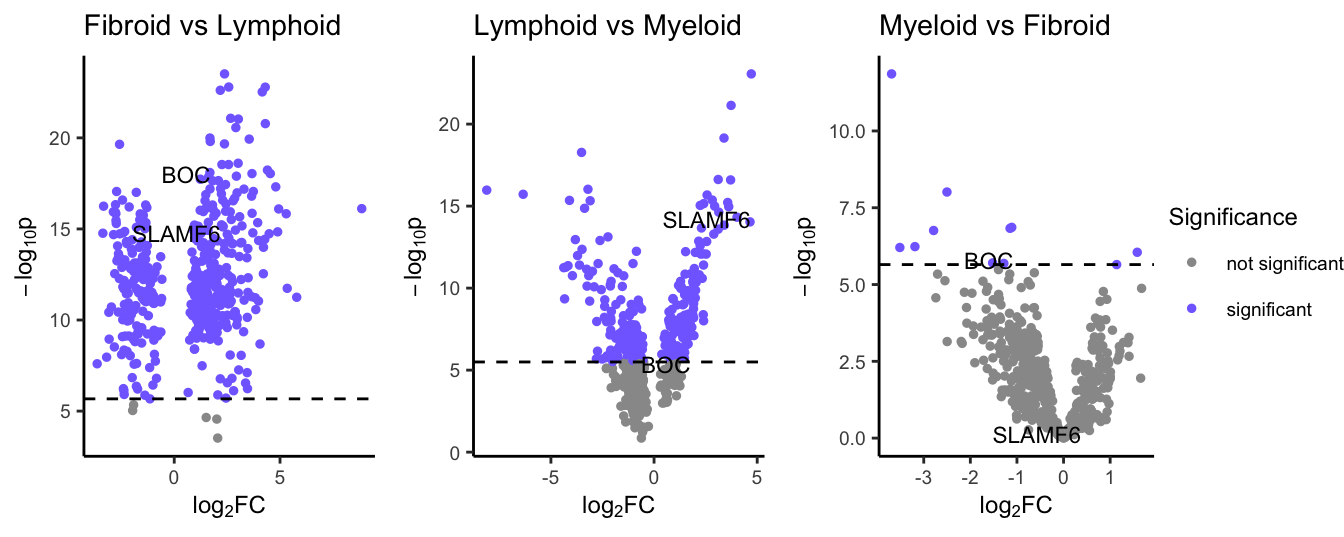 Fibroid vs Lymphoid
20
15
10
5
0
5
−log₁₀p
log₂FC
BOC
SLAMF6
Lymphoid vs Myeloid
20
15
10
5
0
-5
0
5
−log₁₀p
log₂FC
SLAMF6
BOC
Myeloid vs Fibroid
10.0
7.5
5.0
2.5
0.0
-3
-2
-1
0
1
−log₁₀p
log₂FC
BOC
SLAMF6
Significance
not significant
significant